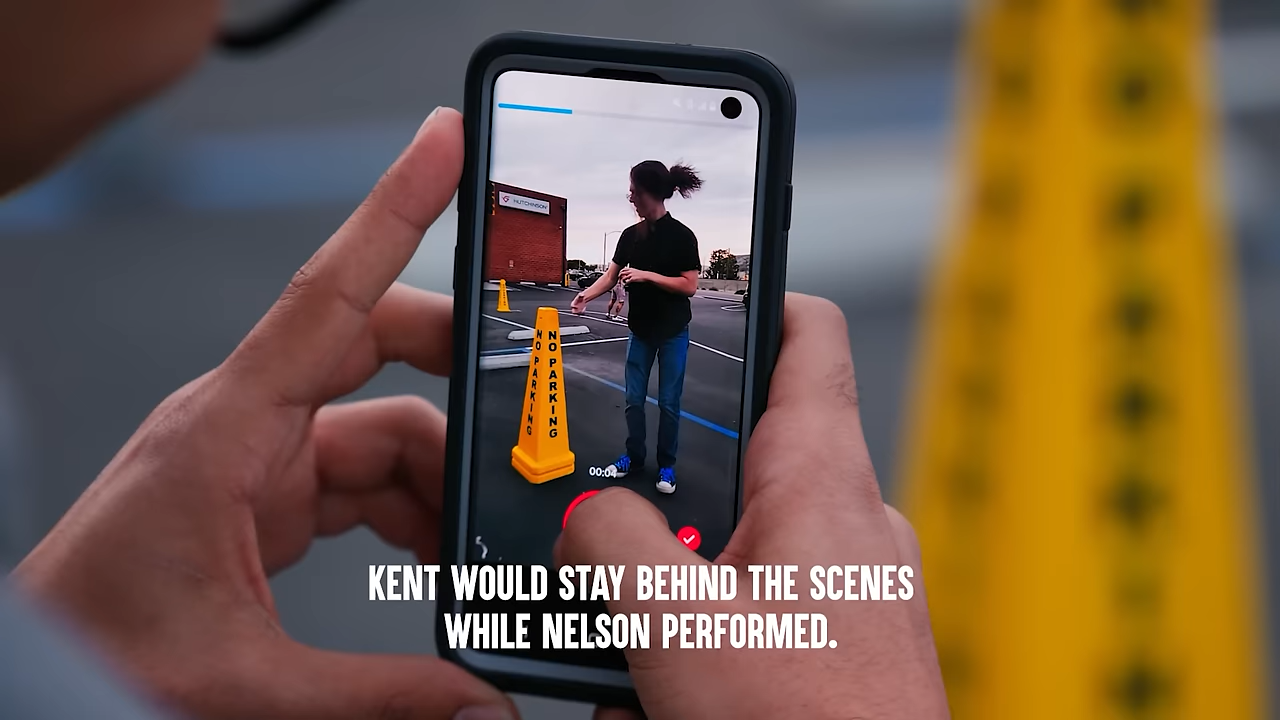 HUTCHINSON
NO PARKING
NO PARKING
00:04
KENT WOULD STAY BEHIND THE SCENES
WHILE NELSON PERFORMED.